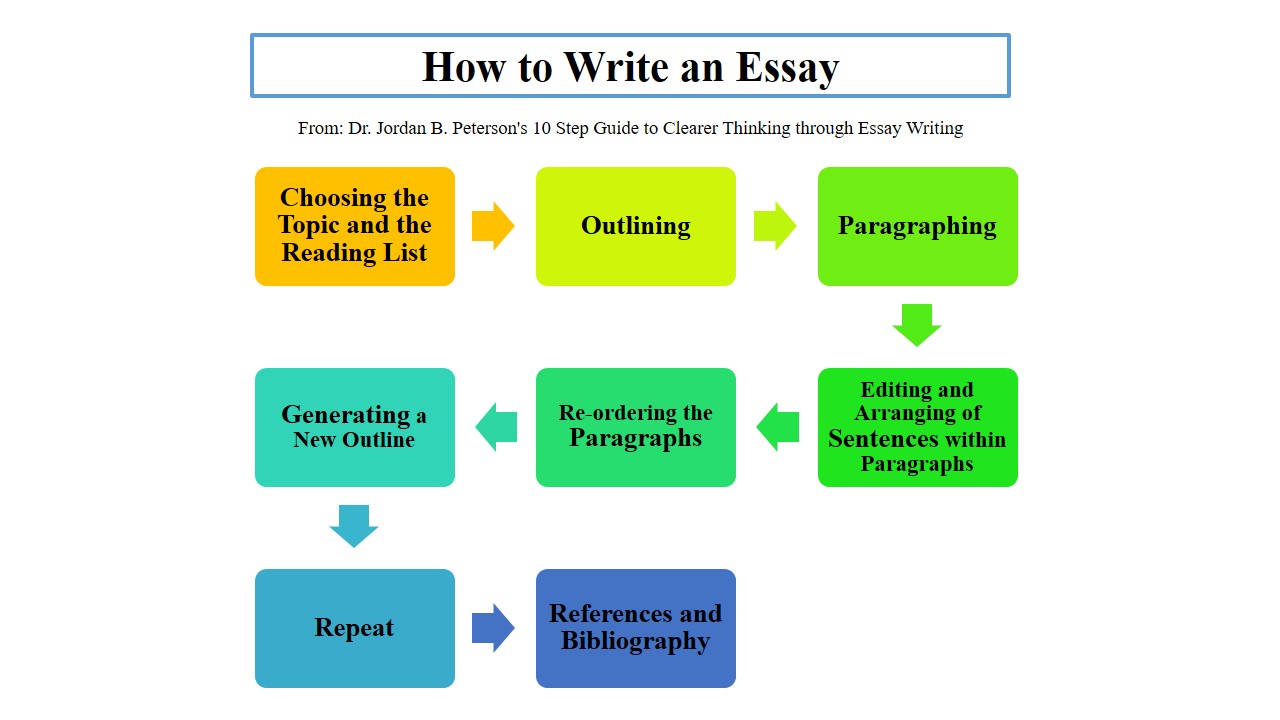 How to Write an Essay
From: Dr. Jordan B. Peterson's 10 Step Guide to Clearer Thinking through Essay Writing
Choosing the
Topic and the
Reading List
Outlining
Paragraphing
Editing and
Arranging of
Sentences within
Paragraphs
Re-ordering the
Paragraphs
Generating a
New Outline
Repeat
References and
Bibliography